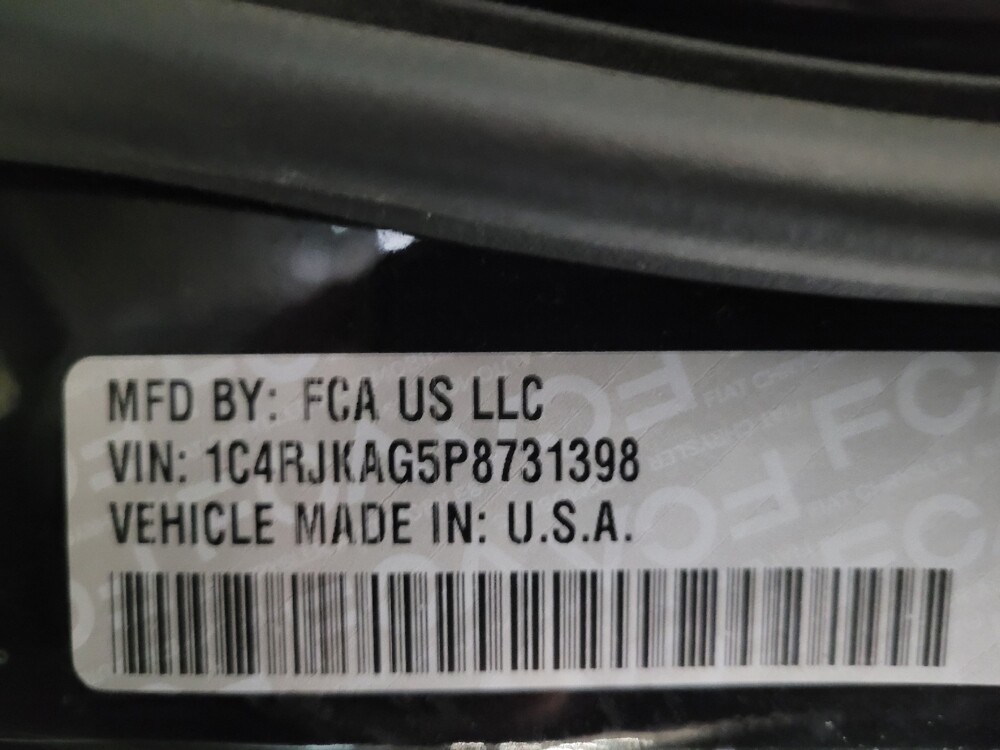 MFD BY: FCA US LLC
VIN: 1C4RJKAG5P8731398
VEHICLE MADE IN: U.S.A.